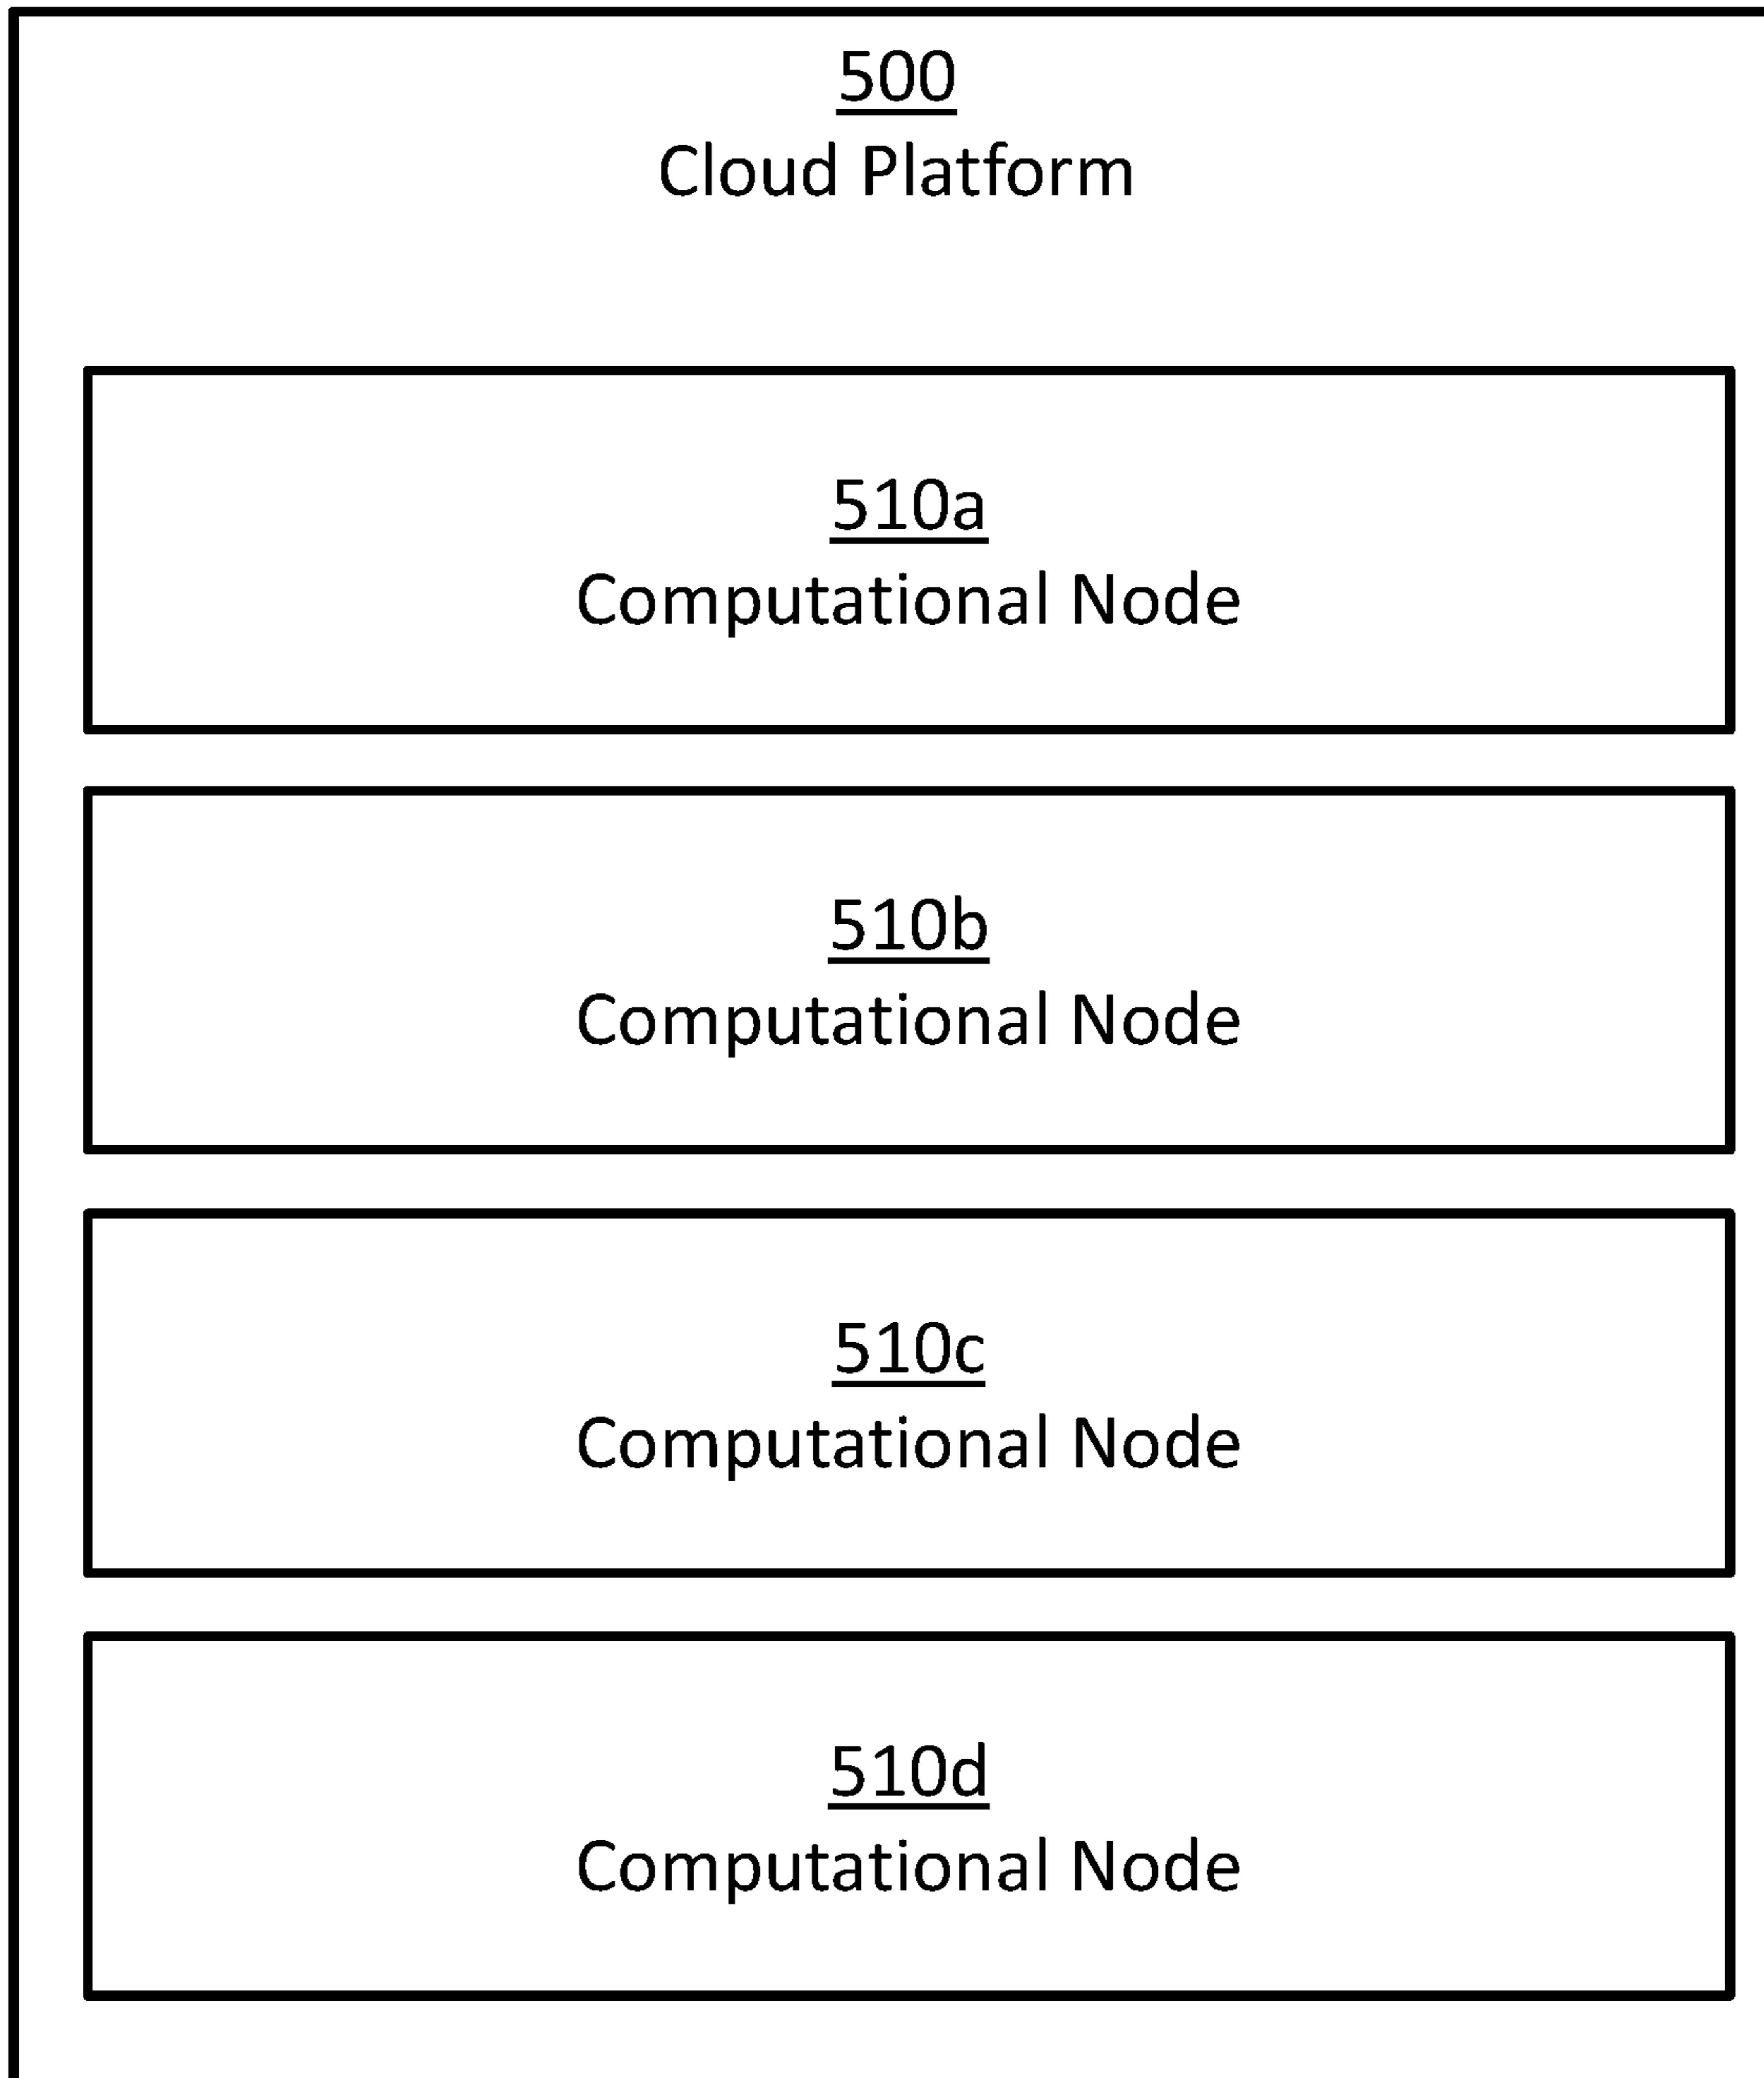 500
Cloud Platform
510a
Computational Node
510b
Computational Node
510c
Computational Node
510d
Computational Node